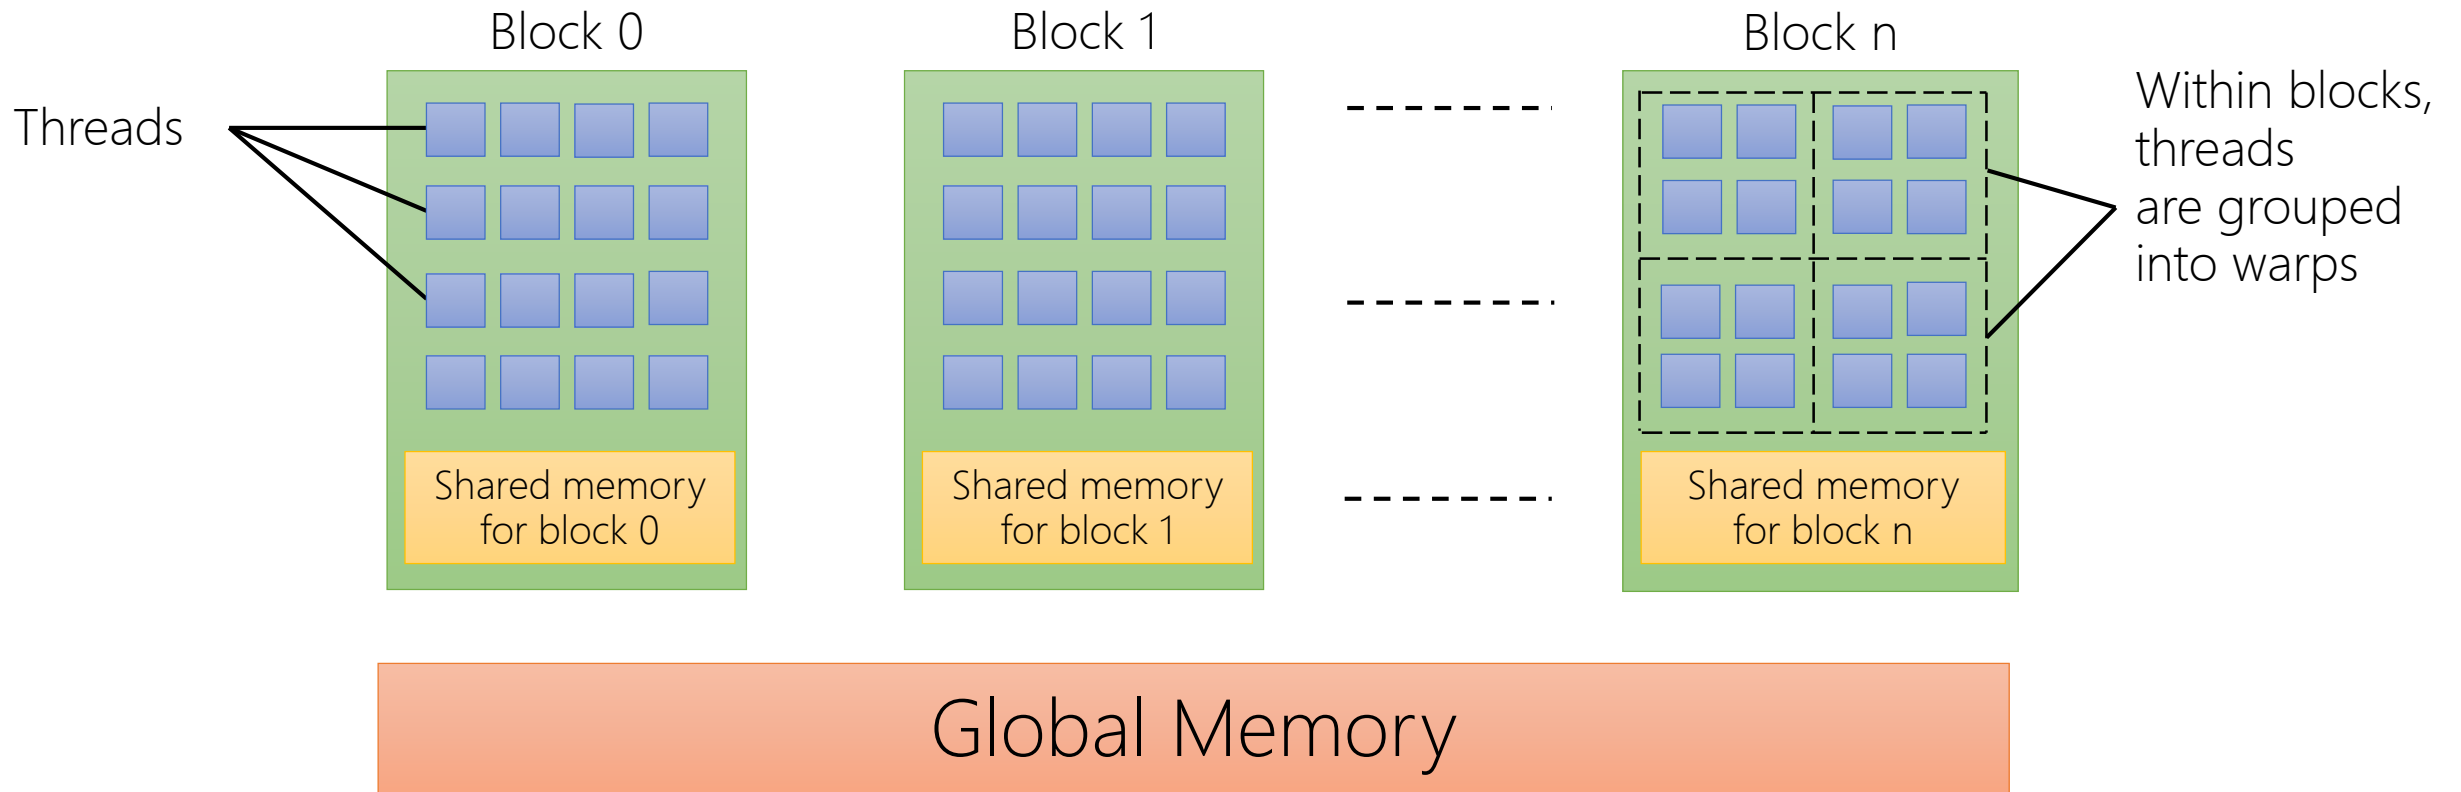 Block 0
Block 1
Block n
Threads
Within blocks,
threads
are grouped
into warps
Shared memory
for block 0
Shared memory
for block 1
Shared memory
for block n
Global Memory